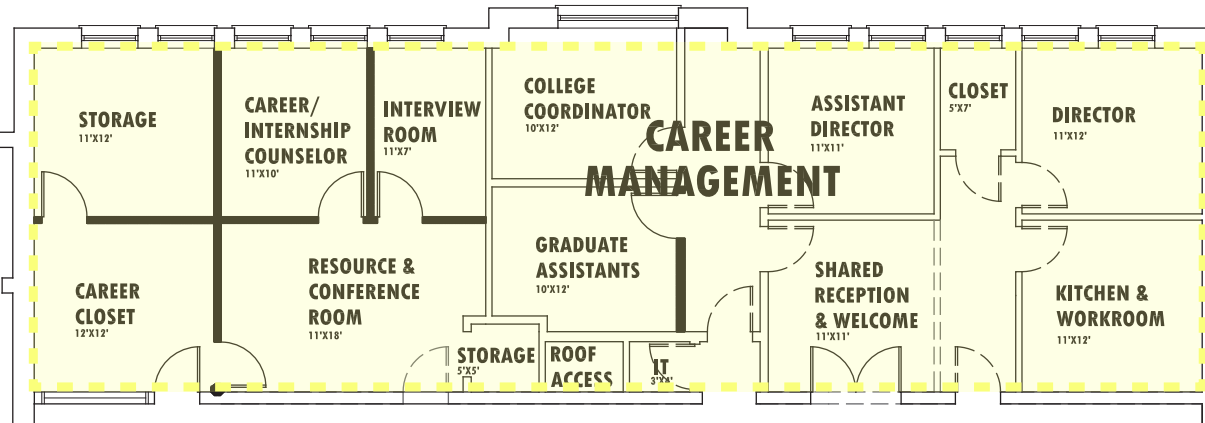 STORAGE
11'X12'
CAREER/
INTERNSHIP
COUNSELOR
11'X10'
INTERVIEW
ROOM
11'X7'
COLLEGE
COORDINATOR
10'X12'
CAREER
MANAGEMENT
ASSISTANT
DIRECTOR
11'X11'
CLOSET
5'X7'
DIRECTOR
11'X12'
CAREER
CLOSET
12'X12'
RESOURCE &
CONFERENCE
ROOM
11'X18'
GRADUATE
ASSISTANTS
10'X12'
STORAGE
5'X5'
ROOF
ACCESS
IT
SHARED
RECEPTION
& WELCOME
11'X11'
KITCHEN &
WORKROOM
11'X12'